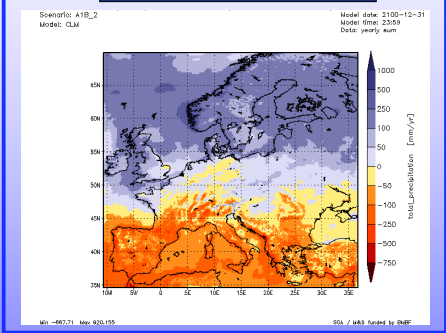 Scenario: A1B_2
Model: CLM
Model date: 2100-12-31
Model time: 23:59
Data: yearly sum
65N
60N
55N
50N
45N
40N
35N
10W
5W
0
5E
10E
15E
20E
25E
30E
35E
1000
500
250
100
50
0
-50
-100
-250
-500
-750
total_precipitation [mm/yr]
Min -667.71 Max 920.155
SGA / M&D funded by BMBF